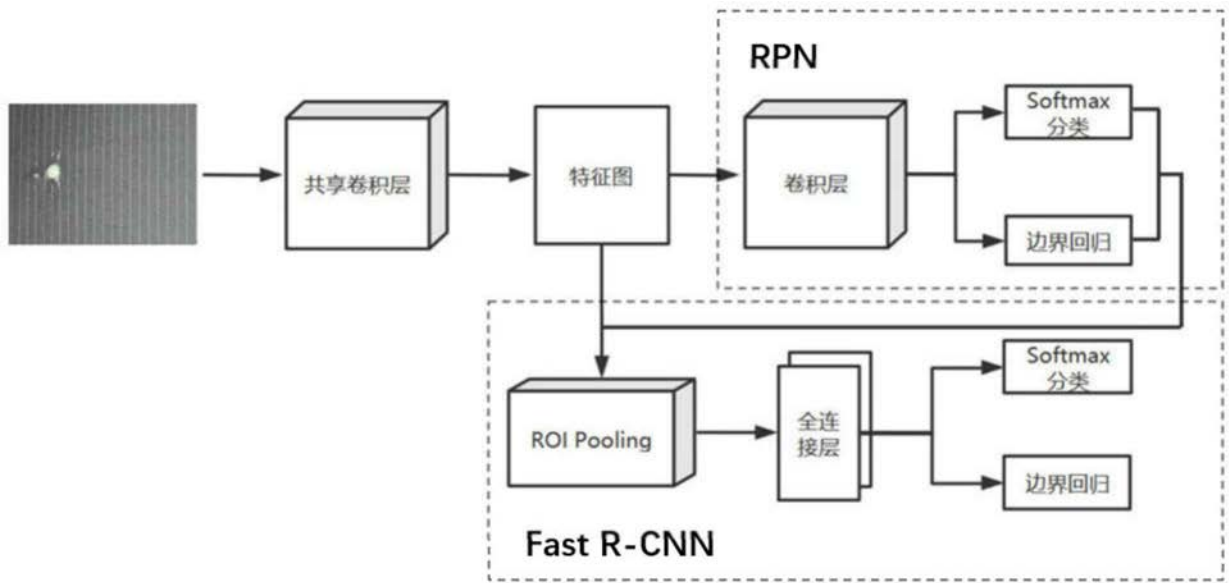 RPN
Softmax
分类
共享卷积层
特征图
卷积层
边界回归
Softmax
分类
ROI Pooling
全连
接层
边界回归
Fast R-CNN